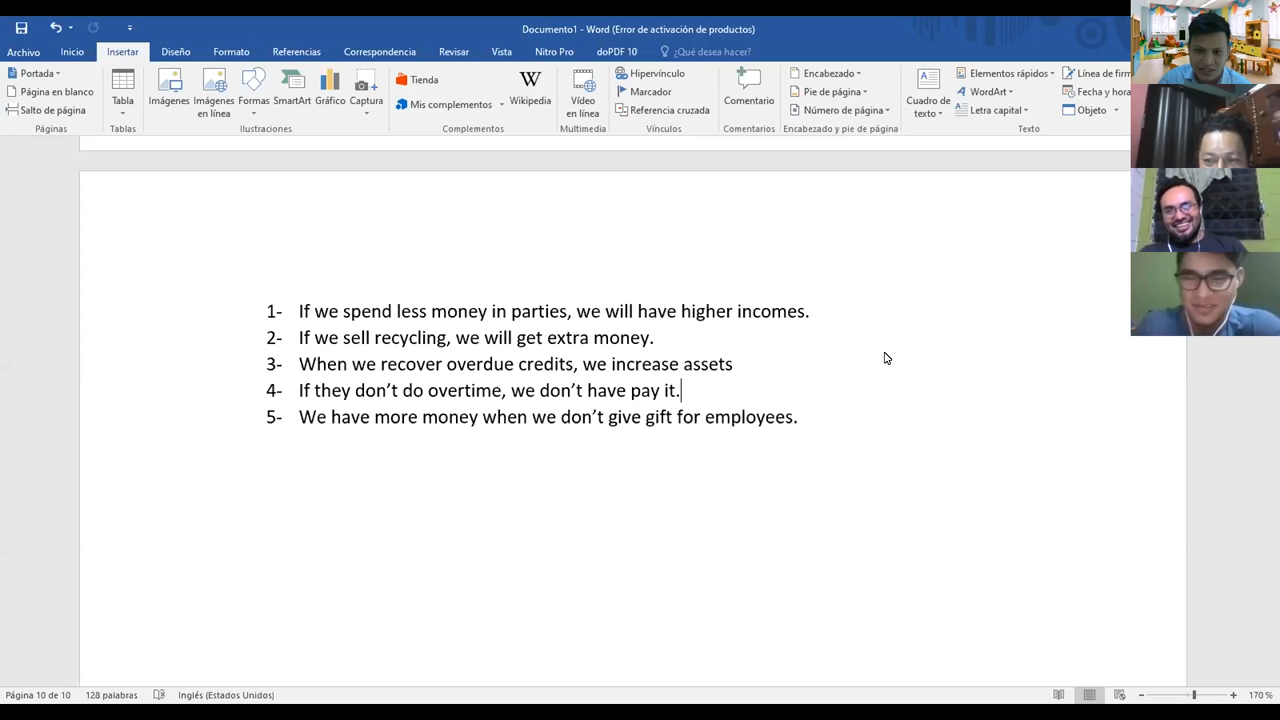 Documento1 - Word (Error de activación de productos)
Archivo Inicio Insertar Diseño Formato Referencias Correspondencia Revisar Vista Nitro Pro doPDF 10 ¿Qué desea hacer?
Portada
Página en blanco
Salto de página
Páginas
Tabla
Tablas
Imágenes
Imágenes en línea
Formas
SmartArt
Gráfico
Captura
Ilustraciones
Tienda
Mis complementos
Wikipedia
Complementos
Vídeo en línea
Multimedia
Hipervínculo
Marcador
Referencia cruzada
Vínculos
Comentario
Comentarios
Encabezado
Pie de página
Número de página
Encabezado y pie de página
Cuadro de texto
Elementos rápidos
WordArt
Letra capital
Línea de firm
Fecha y hora
Objeto
Texto
1- If we spend less money in parties, we will have higher incomes.
2- If we sell recycling, we will get extra money.
3- When we recover overdue credits, we increase assets
4- If they don't do overtime, we don't have pay it.
5- We have more money when we don't give gift for employees.
Página 10 de 10 128 palabras Inglés (Estados Unidos) 170 %